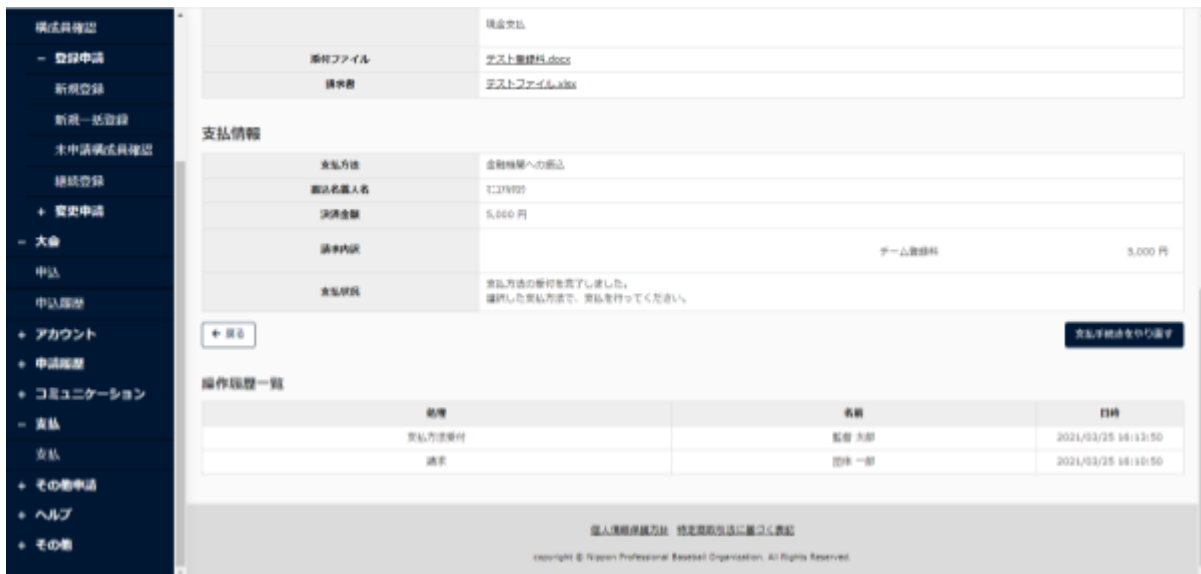 構成員確認
－ 登録申請
新規登録
新規一括登録
未申請構成員確認
継続登録
＋ 変更申請
－ 大会
申込
申込履歴
＋ アカウント
＋ 申請履歴
＋ コミュニケーション
－ 支払
支払
＋ その他申請
＋ ヘルプ
＋ その他
現金支払
添付ファイル テスト登録料.docx
請求書 テストファイル.xlsx
支払情報
支払方法 金融機関への振込
振込名義人名
決済金額 5,000 円
請求内訳 チーム登録料 5,000 円
支払状況 支払方法の受付を完了しました。
選択した支払方法で、支払を行ってください。
← 戻る 支払手続きをやり直す
操作履歴一覧
処理 名前 日時
支払方法受付 監督 太郎 2021/03/25 16:13:50
請求 団体 一郎 2021/03/25 16:10:50
個人情報保護方針 特定商取引法に基づく表記
copyright © Nippon Professional Baseball Organization. All Rights Reserved.